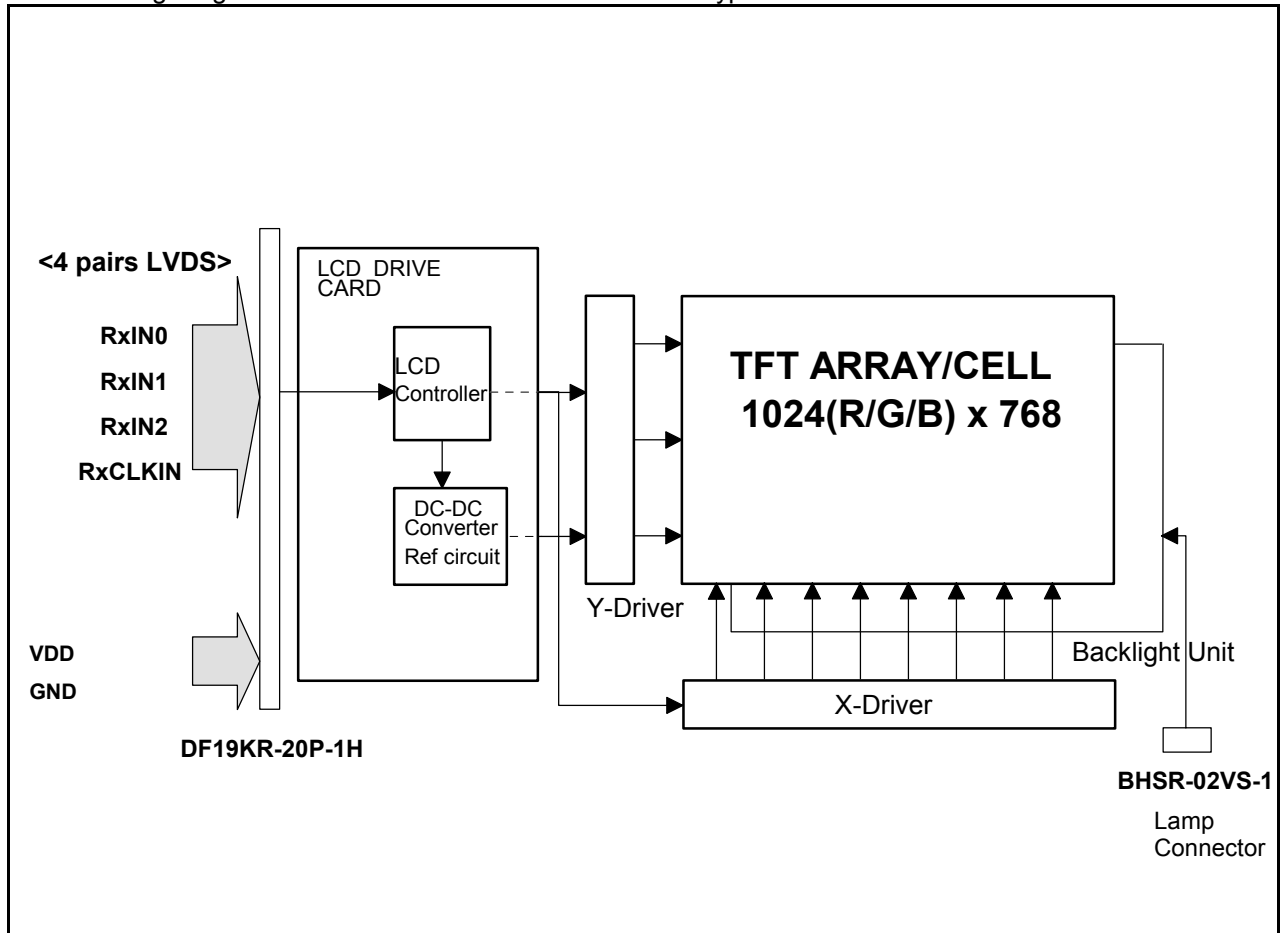 <4 pairs LVDS>
RxIN0
RxIN1
RxIN2
RxCLKIN
VDD
GND
DF19KR-20P-1H
LCD DRIVE
CARD
LCD
Controller
DC-DC
Converter
Ref circuit
Y-Driver
TFT ARRAY/CELL
1024(R/G/B) x 768
Backlight Unit
X-Driver
BHSR-02VS-1
Lamp
Connector